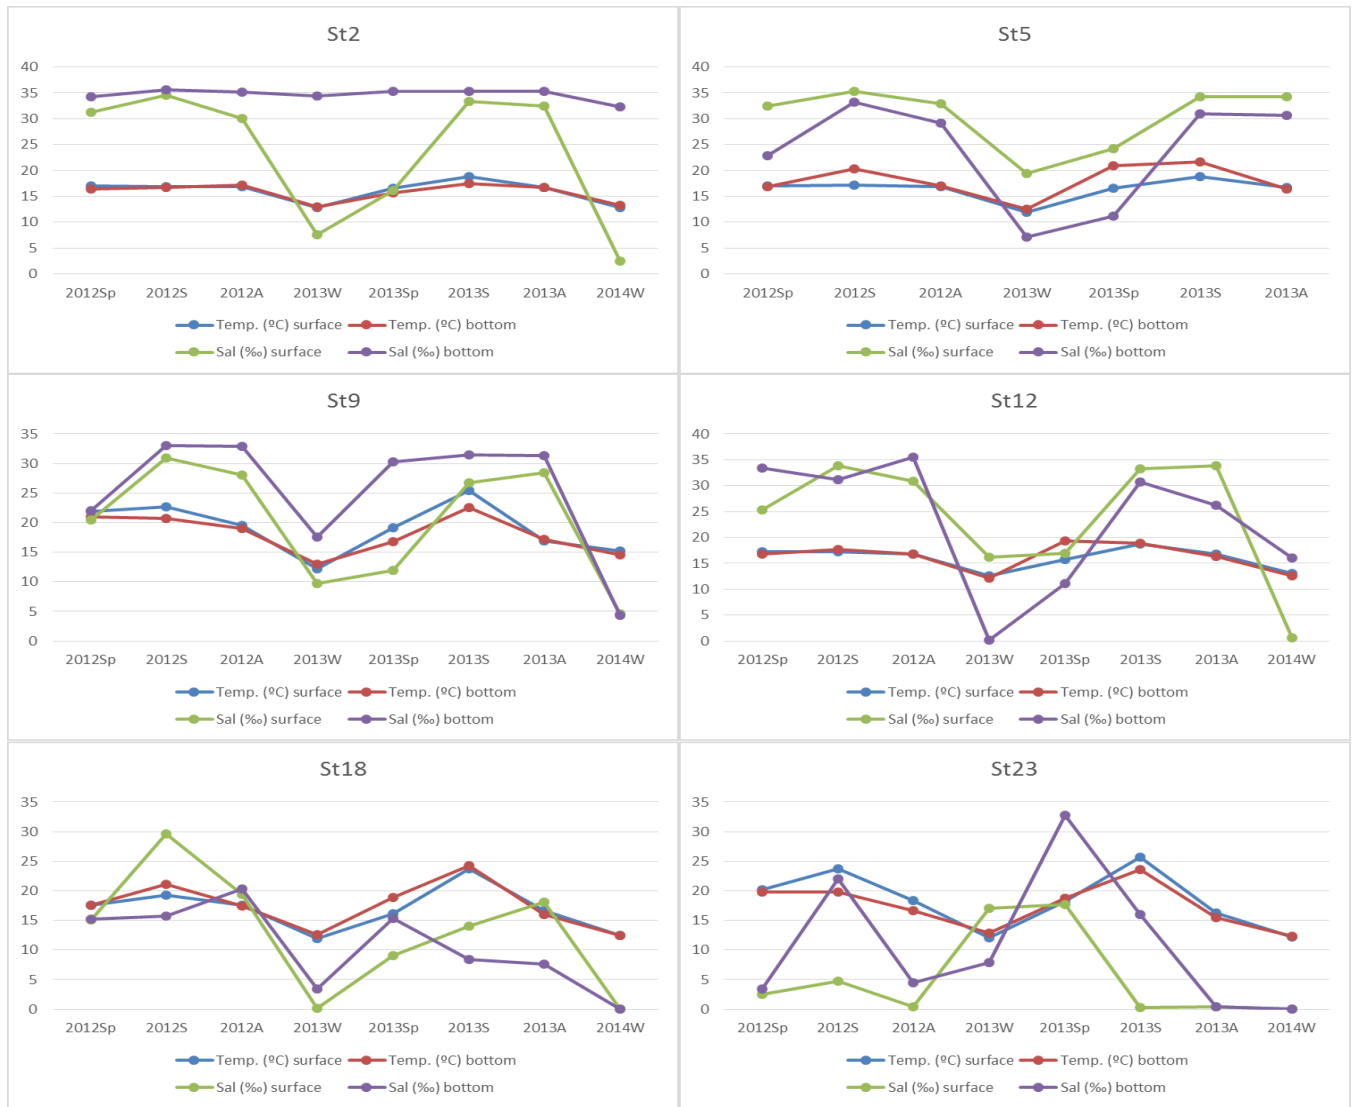 St2
40
35
30
25
20
15
10
5
0
2012Sp 2012S 2012A 2013W 2013Sp 2013S 2013A 2014W
Temp. (ºC) surface Temp. (ºC) bottom
Sal (‰) surface Sal (‰) bottom
St5
40
35
30
25
20
15
10
5
0
2012Sp 2012S 2012A 2013W 2013Sp 2013S 2013A
Temp. (ºC) surface Temp. (ºC) bottom
Sal (‰) surface Sal (‰) bottom
St9
35
30
25
20
15
10
5
0
2012Sp 2012S 2012A 2013W 2013Sp 2013S 2013A 2014W
Temp. (ºC) surface Temp. (ºC) bottom
Sal (‰) surface Sal (‰) bottom
St12
40
35
30
25
20
15
10
5
0
2012Sp 2012S 2012A 2013W 2013Sp 2013S 2013A 2014W
Temp. (ºC) surface Temp. (ºC) bottom
Sal (‰) surface Sal (‰) bottom
St18
35
30
25
20
15
10
5
0
2012Sp 2012S 2012A 2013W 2013Sp 2013S 2013A 2014W
Temp. (ºC) surface Temp. (ºC) bottom
Sal (‰) surface Sal (‰) bottom
St23
35
30
25
20
15
10
5
0
2012Sp 2012S 2012A 2013W 2013Sp 2013S 2013A 2014W
Temp. (ºC) surface Temp. (ºC) bottom
Sal (‰) surface Sal (‰) bottom